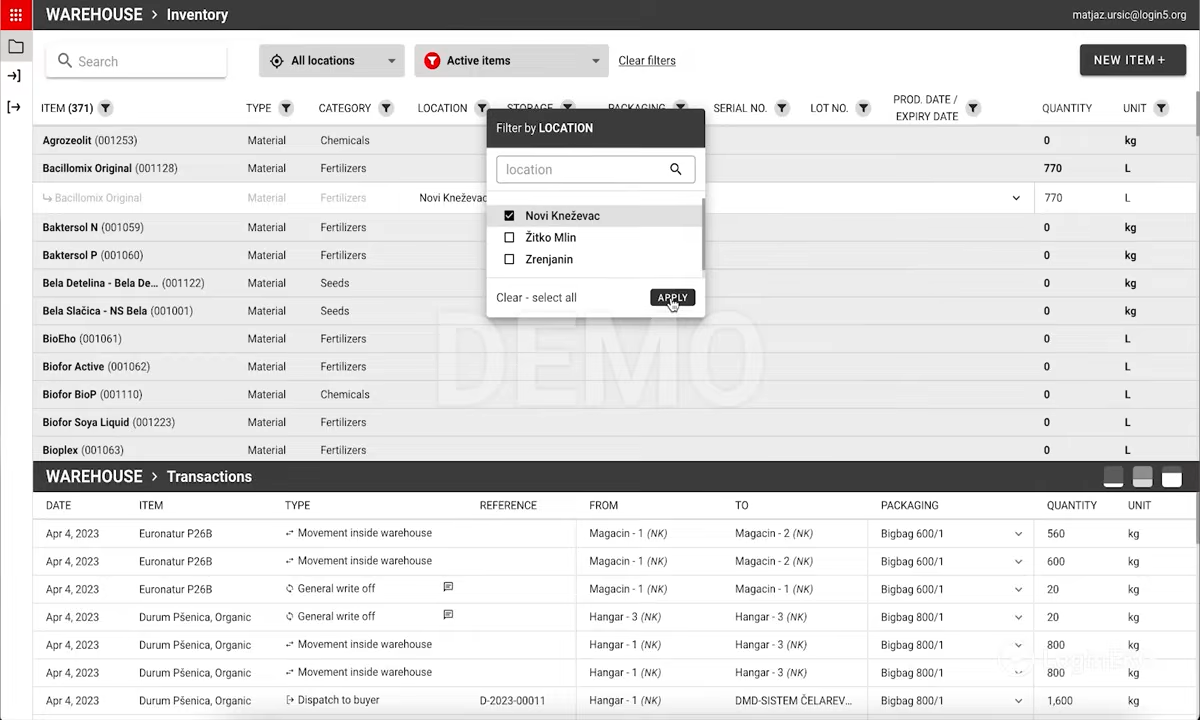 WAREHOUSE > Inventory
matjaz.ursic@login5.org
Search
All locations
Active items
Clear filters
NEW ITEM+
ITEM (371) TYPE CATEGORY LOCATION STORAGE PACKAGING SERIAL NO. LOT NO. PROD. DATE / EXPIRY DATE QUANTITY UNIT
Agrozeolit (001253) Material Chemicals 0 kg
Bacillomix Original (001128) Material Fertilizers 770 L
Bacillomix Original Material Fertilizers Novi Kneževac 770 L
Baktersol N (001059) Material Fertilizers 0 kg
Baktersol P (001060) Material Fertilizers 0 kg
Bela Detelina - Bela De... (001122) Material Seeds 0 kg
Bela Slačica - NS Bela (001001) Material Seeds 0 kg
BioEho (001061) Material Fertilizers 0 L
Biofor Active (001062) Material Fertilizers 0 L
Biofor BioP (001110) Material Chemicals 0 L
Biofor Soya Liquid (001223) Material Fertilizers 0 L
Bioplex (001063) Material Fertilizers 0 L
Filter by LOCATION
location
Novi Kneževac
Žitko Mlin
Zrenjanin
Clear - select all
APPLY
DEMO
WAREHOUSE > Transactions
DATE ITEM TYPE REFERENCE FROM TO PACKAGING QUANTITY UNIT
Apr 4, 2023 Euronatur P26B Movement inside warehouse Magacin - 1 (NK) Magacin - 2 (NK) Bigbag 600/1 560 kg
Apr 4, 2023 Euronatur P26B Movement inside warehouse Magacin - 1 (NK) Magacin - 2 (NK) Bigbag 600/1 600 kg
Apr 4, 2023 Euronatur P26B General write off Magacin - 1 (NK) Magacin - 1 (NK) Bigbag 600/1 20 kg
Apr 4, 2023 Durum Pšenica, Organic General write off Hangar - 3 (NK) Hangar - 3 (NK) Bigbag 800/1 20 kg
Apr 4, 2023 Durum Pšenica, Organic Movement inside warehouse Hangar - 3 (NK) Hangar - 3 (NK) Bigbag 800/1 800 kg
Apr 4, 2023 Durum Pšenica, Organic Movement inside warehouse Hangar - 3 (NK) Hangar - 3 (NK) Bigbag 800/1 800 kg
Apr 4, 2023 Durum Pšenica, Organic Dispatch to buyer D-2023-00011 Hangar - 3 (NK) DMD-SISTEM ČELAREV... Bigbag 800/1 1,600 kg